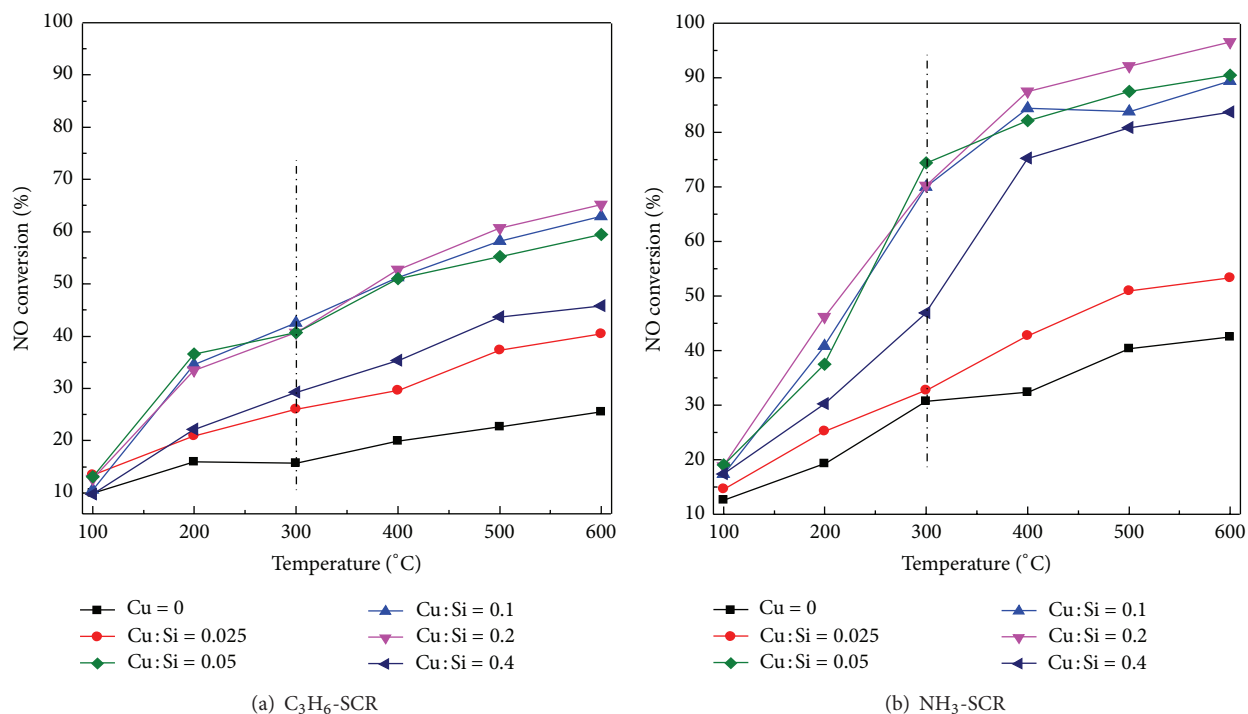 100
90
80
70
60
50
40
30
20
10
NO conversion (%)
100 200 300 400 500 600
Temperature (°C)
Cu = 0
Cu:Si = 0.025
Cu:Si = 0.05
Cu:Si = 0.1
Cu:Si = 0.2
Cu:Si = 0.4
(a) C₃H₆-SCR
100
90
80
70
60
50
40
30
20
10
NO conversion (%)
100 200 300 400 500 600
Temperature (°C)
Cu = 0
Cu:Si = 0.025
Cu:Si = 0.05
Cu:Si = 0.1
Cu:Si = 0.2
Cu:Si = 0.4
(b) NH₃-SCR